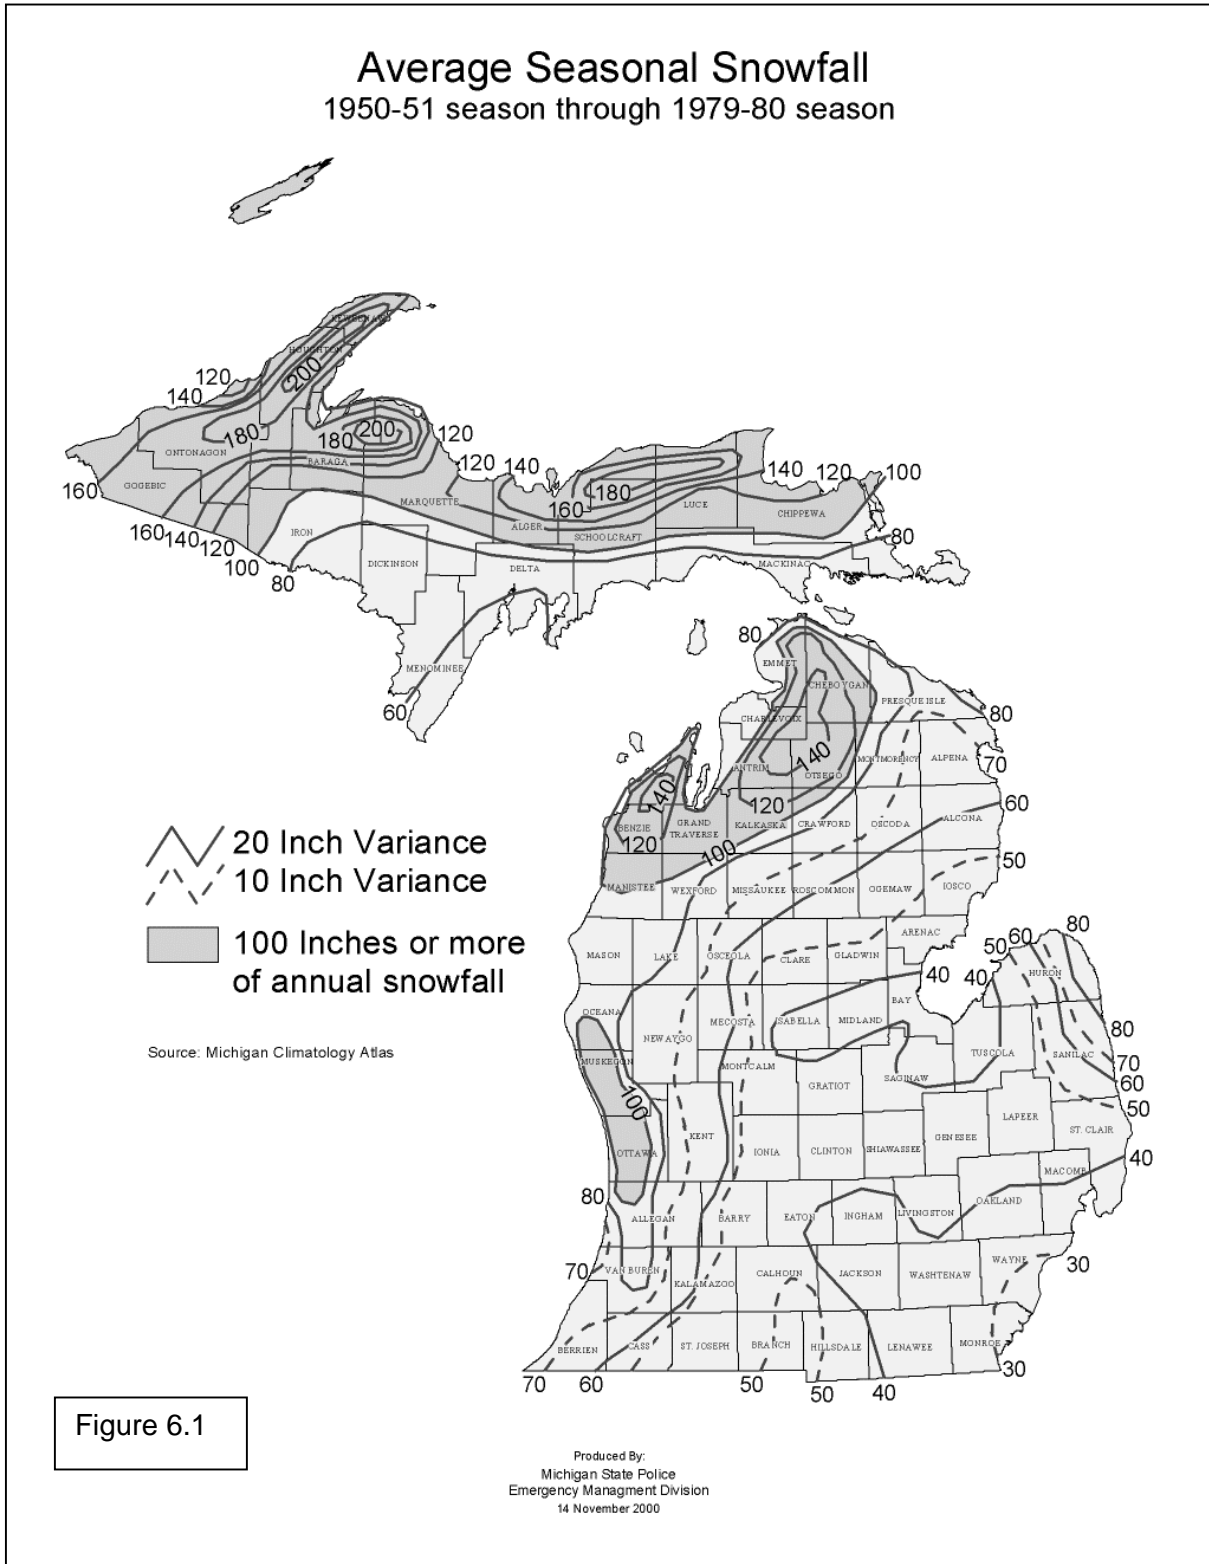 Average Seasonal Snowfall
1950-51 season through 1979-80 season
KEWEENAW
HOUGHTON
200
120
140
180
180
200
120
ONTONAGON
BARAGA
120
140
140
120
100
160
GOGEBIC
MARQUETTE
160
180
LUCE
CHIPPEWA
ALGER
SCHOOLCRAFT
160
140
120
100
80
IRON
DICKINSON
DELTA
MACKINAC
80
MENOMINEE
60
80
EMMET
CHEBOYGAN
PRESQUE ISLE
80
CHARLEVOIX
ANTRIM
140
OTSEGO
MONTMORENCY
ALPENA
70
140
120
60
BENZIE
GRAND
TRAVERSE
KALKASKA
CRAWFORD
OSCODA
ALCONA
120
100
50
MANISTEE
WEXFORD
MISSAUKEE
ROSCOMMON
OGEMAW
IOSCO
20 Inch Variance
10 Inch Variance
100 Inches or more
of annual snowfall
ARENAC
MASON
LAKE
OSCEOLA
CLARE
GLADWIN
50
60
80
40
40
HURON
BAY
OCEANA
NEWAYGO
MECOSTA
ISABELLA
MIDLAND
80
Source: Michigan Climatology Atlas
MUSKEGON
MONTCALM
GRATIOT
SAGINAW
TUSCOLA
SANILAC
70
60
50
100
LAPEER
ST. CLAIR
KENT
IONIA
CLINTON
SHIAWASSEE
GENESEE
OTTAWA
40
MACOMB
80
ALLEGAN
BARRY
EATON
INGHAM
LIVINGSTON
OAKLAND
70
VAN BUREN
KALAMAZOO
CALHOUN
JACKSON
WASHTENAW
WAYNE
30
BERRIEN
CASS
ST. JOSEPH
BRANCH
HILLSDALE
LENAWEE
MONROE
30
70
60
50
50
40
Figure 6.1
Produced By:
Michigan State Police
Emergency Managment Division
14 November 2000